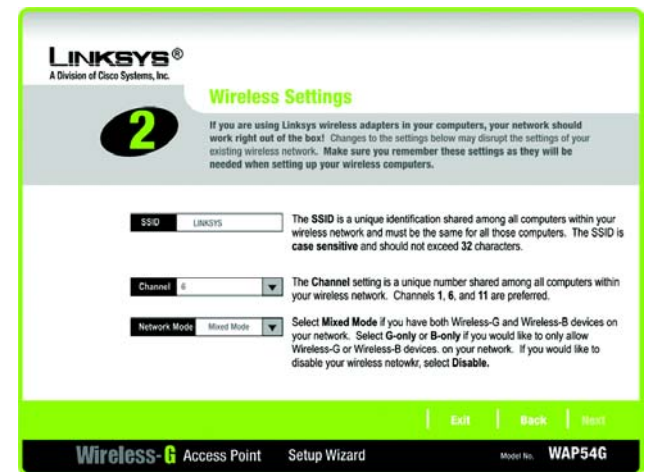 LINKSYS®
A Division of Cisco Systems, Inc.
Wireless Settings
2
If you are using Linksys wireless adapters in your computers, your network should
work right out of the box! Changes to the settings below may disrupt the settings of your
existing wireless network. Make sure you remember these settings as they will be
needed when setting up your wireless computers.
SSID LINKSYS
The SSID is a unique identification shared among all computers within your
wireless network and must be the same for all those computers. The SSID is
case sensitive and should not exceed 32 characters.
Channel 6
The Channel setting is a unique number shared among all computers within
your wireless network. Channels 1, 6, and 11 are preferred.
Network Mode Mixed Mode
Select Mixed Mode if you have both Wireless-G and Wireless-B devices on
your network. Select G-only or B-only if you would like to only allow
Wireless-G or Wireless-B devices. on your network. If you would like to
disable your wireless netowkr, select Disable.
Exit Back Next
Wireless-G Access Point Setup Wizard Model No. WAP54G